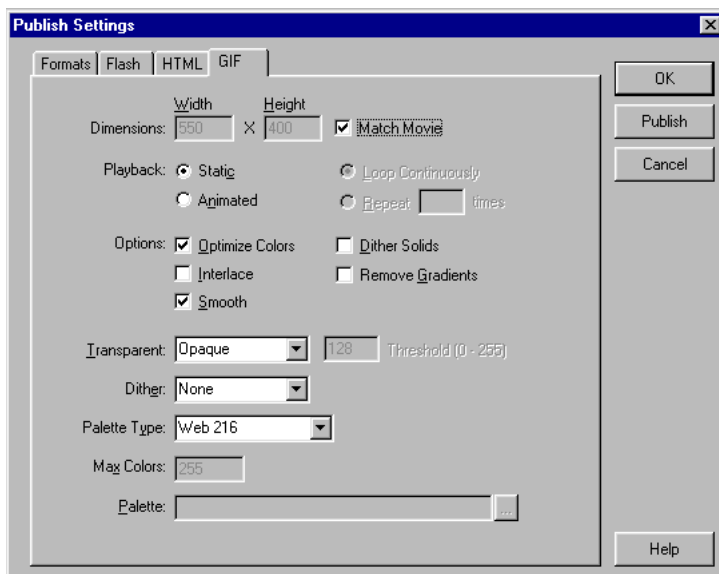 Publish Settings
Formats Flash HTML GIF
OK
Width Height
Dimensions: 550 X 400 Match Movie
Publish
Cancel
Playback: Static Loop Continuously
Animated Repeat times
Options: Optimize Colors Dither Solids
Interlace Remove Gradients
Smooth
Transparent: Opaque 128 Threshold (0 - 255)
Dither: None
Palette Type: Web 216
Max Colors: 255
Palette: ...
Help